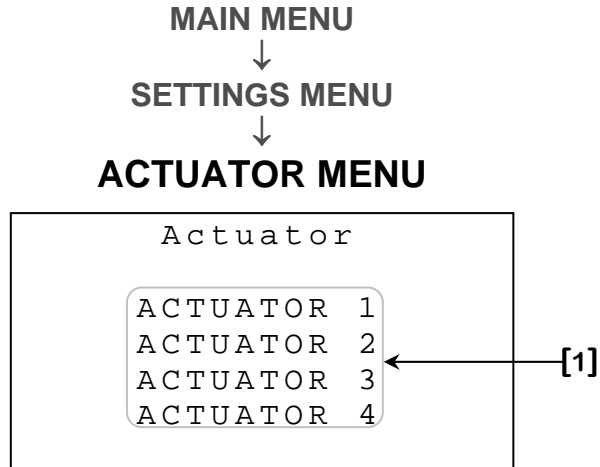 MAIN MENU
↓
SETTINGS MENU
↓
ACTUATOR MENU
Actuator
ACTUATOR 1
ACTUATOR 2
ACTUATOR 3
ACTUATOR 4
[1]